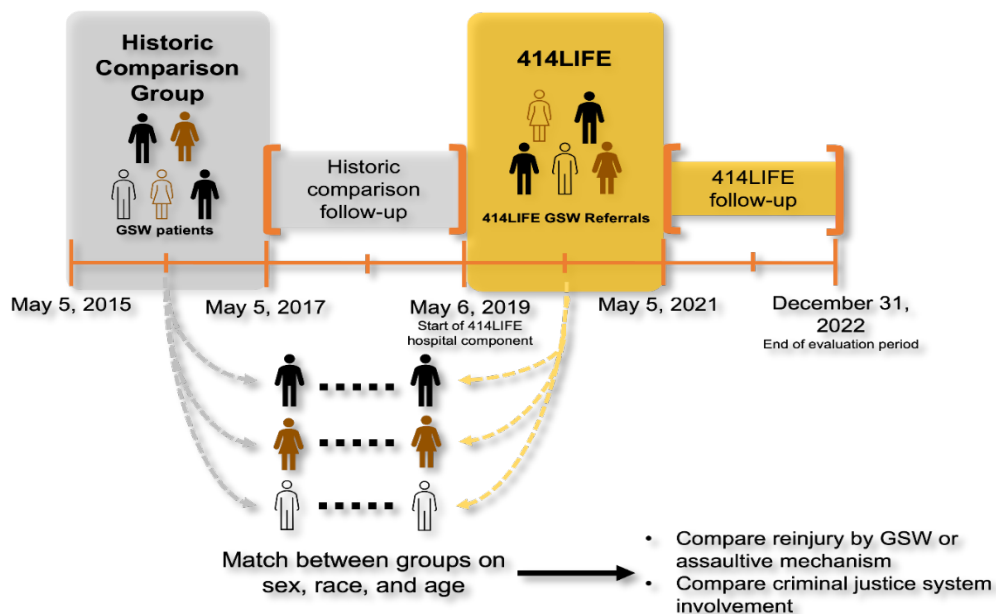 Historic
Comparison
Group
GSW patients
Historic
comparison
follow-up
414LIFE
414LIFE GSW Referrals
414LIFE
follow-up
May 5, 2015
May 5, 2017
May 6, 2019
Start of 414LIFE
hospital component
May 5, 2021
December 31,
2022
End of evaluation period
Match between groups on
sex, race, and age
• Compare reinjury by GSW or
assaultive mechanism
• Compare criminal justice system
involvement